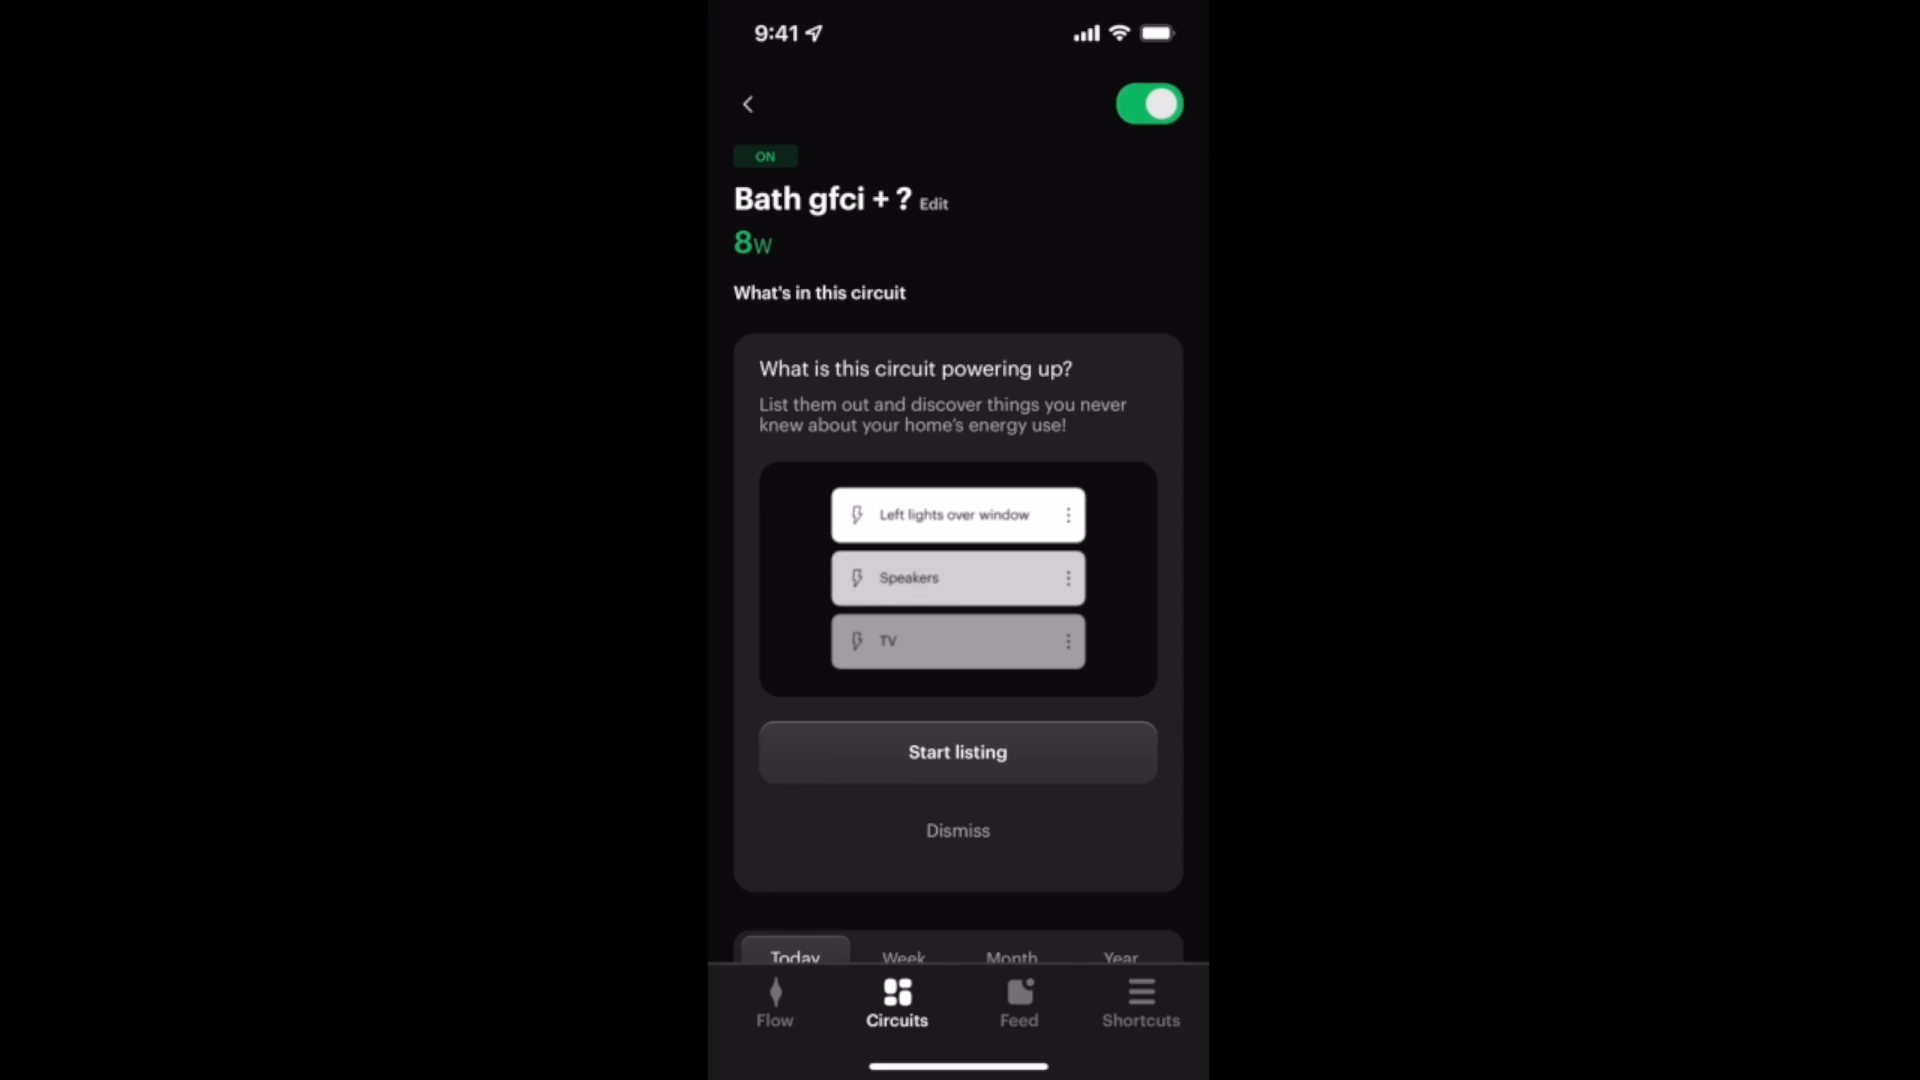 9:41
ON
Bath gfci + ? Edit
8W
What's in this circuit
What is this circuit powering up?
List them out and discover things you never
knew about your home's energy use!
Left lights over window
Speakers
TV
Start listing
Dismiss
Today Week Month Year
Flow Circuits Feed Shortcuts